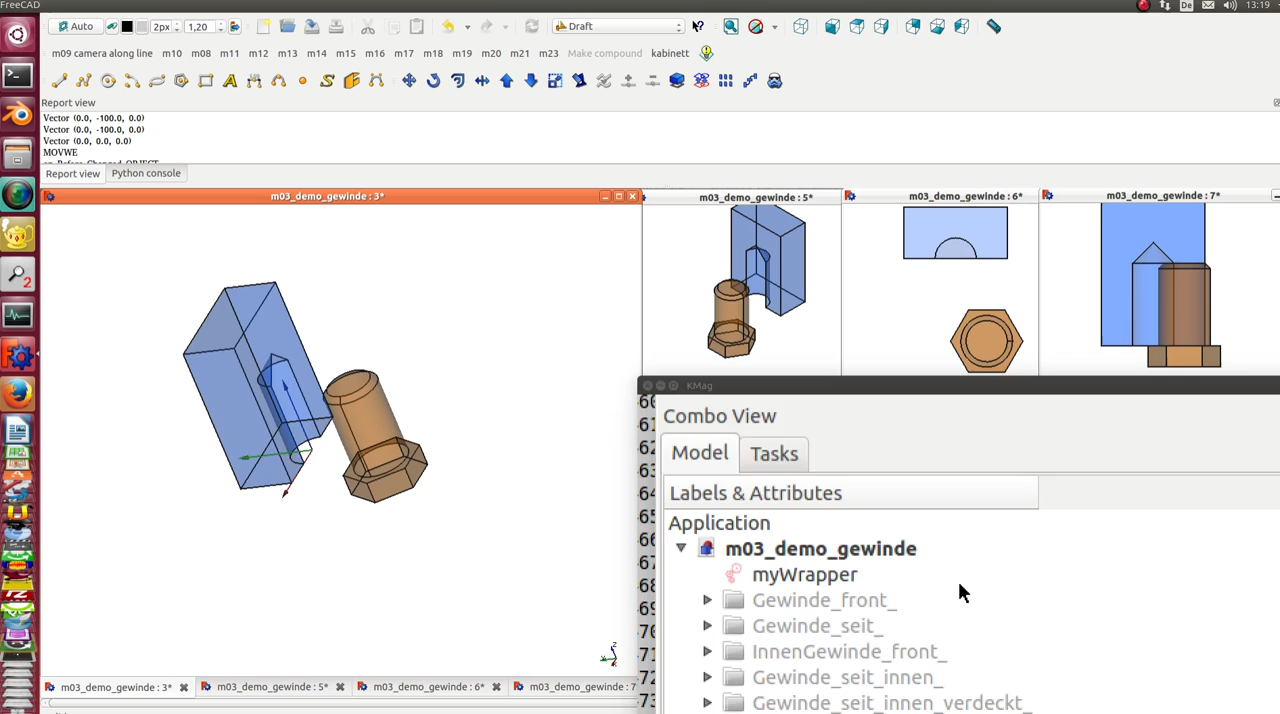 FreeCAD
De 13:19
Auto 2px 1,20 Draft
m09 camera along line m10 m08 m11 m12 m13 m14 m15 m16 m17 m19 m20 m21 m23 Make compound kabinett
Report view
Vector (0.0, -100.0, 0.0)
Vector (0.0, -100.0, 0.0)
Vector (0.0, 0.0, 0.0)
MOVWE
Report view Python console
m03_demo_gewinde : 3*
m03_demo_gewinde : 5*
m03_demo_gewinde : 6*
m03_demo_gewinde : 7*
KMag
Combo View
Model Tasks
Labels & Attributes
Application
m03_demo_gewinde
myWrapper
Gewinde_front_
Gewinde_seit_
InnenGewinde_front_
Gewinde_seit_innen_
Gewinde_seit_innen_verdeckt_
m03_demo_gewinde : 3* m03_demo_gewinde : 5* m03_demo_gewinde : 6* m03_demo_gewinde : 7